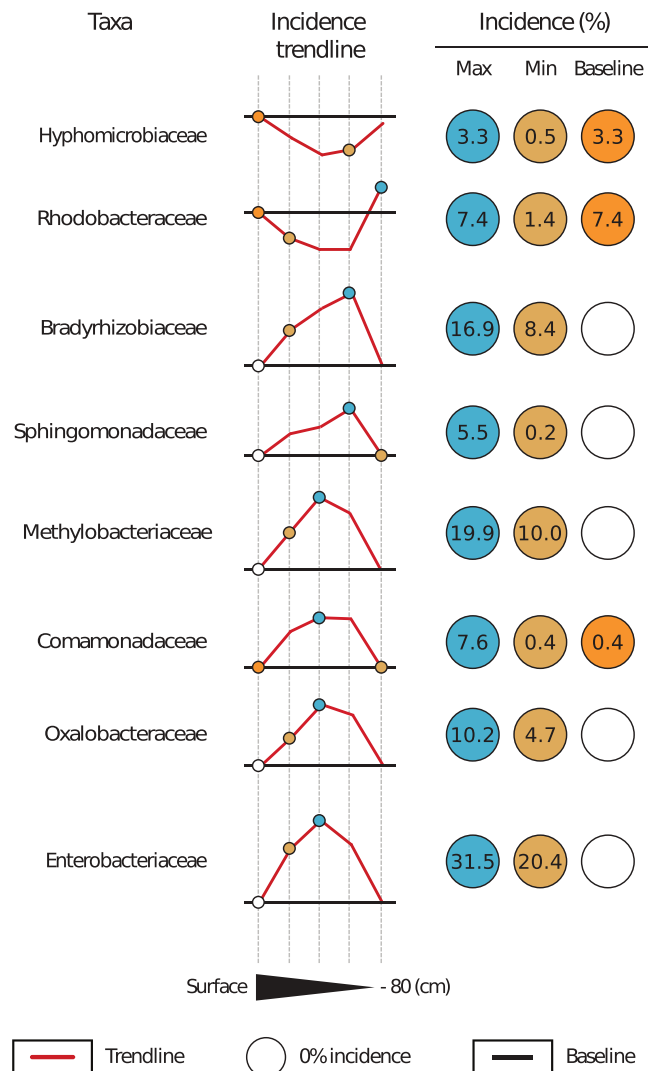 Taxa
Incidence
trendline
Incidence (%)
Max Min Baseline
Hyphomicrobiaceae 3.3 0.5 3.3
Rhodobacteraceae 7.4 1.4 7.4
Bradyrhizobiaceae 16.9 8.4
Sphingomonadaceae 5.5 0.2
Methylobacteriaceae 19.9 10.0
Comamonadaceae 7.6 0.4 0.4
Oxalobacteraceae 10.2 4.7
Enterobacteriaceae 31.5 20.4
Surface - 80 (cm)
Trendline 0% incidence Baseline